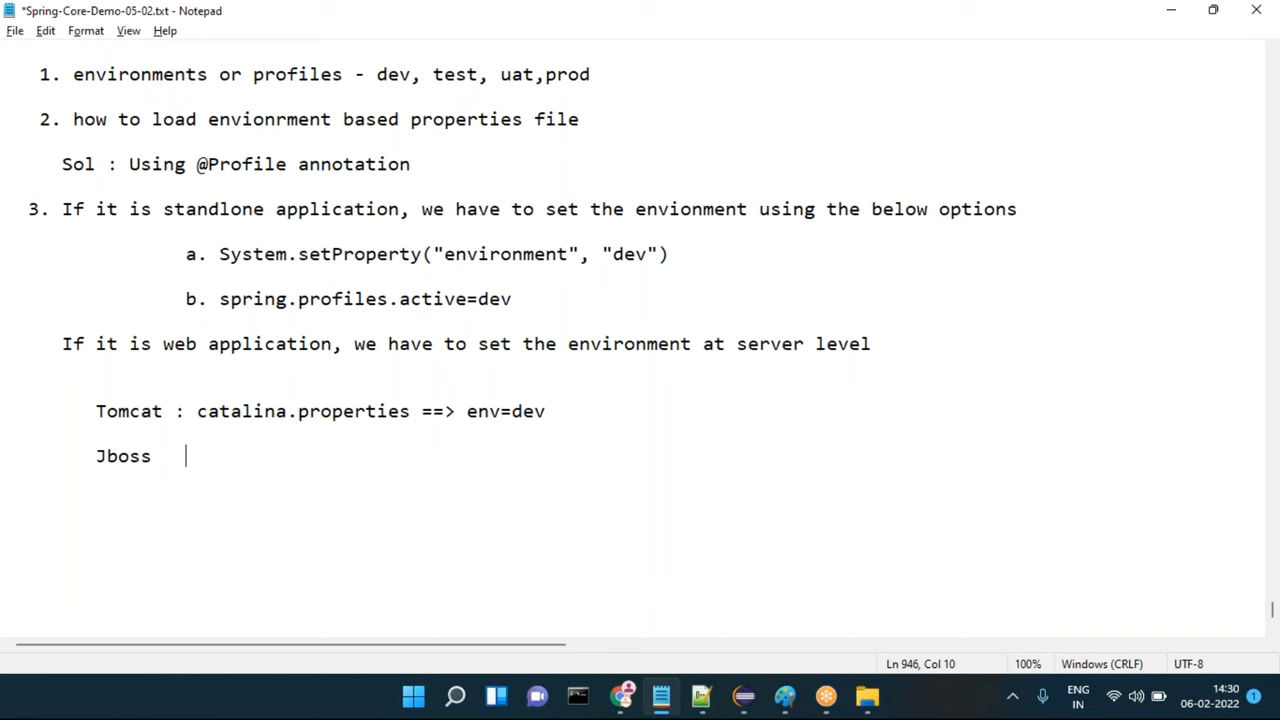 *Spring-Core-Demo-05-02.txt - Notepad
File Edit Format View Help
1. environments or profiles - dev, test, uat,prod
2. how to load envionrment based properties file
Sol : Using @Profile annotation
3. If it is standlone application, we have to set the envionment using the below options
a. System.setProperty("environment", "dev")
b. spring.profiles.active=dev
If it is web application, we have to set the environment at server level
Tomcat : catalina.properties ==> env=dev
Jboss
Ln 946, Col 10 100% Windows (CRLF) UTF-8
ENG 14:30
IN 06-02-2022 1